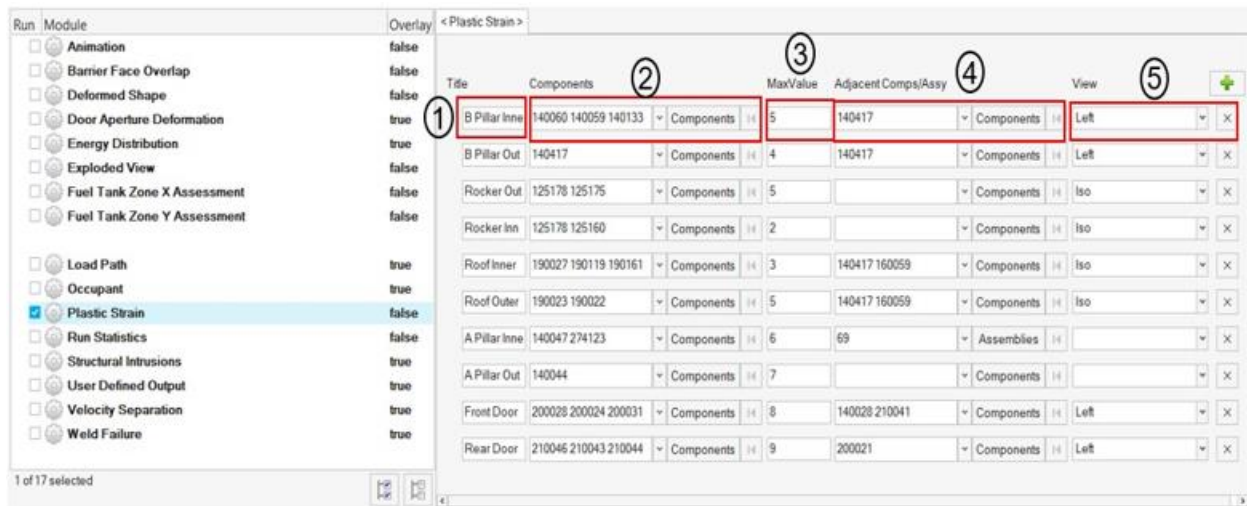 Run Module Overlay
Animation false
Barrier Face Overlap false
Deformed Shape false
Door Aperture Deformation true
Energy Distribution true
Exploded View false
Fuel Tank Zone X Assessment false
Fuel Tank Zone Y Assessment false
Load Path true
Occupant true
Plastic Strain false
Run Statistics false
Structural Intrusions true
User Defined Output true
Velocity Separation true
Weld Failure true
1 of 17 selected
< Plastic Strain >
2 3 4 5
Title Components MaxValue Adjacent Comps/Assy View
1 B Pillar Inne 140060 140059 140133 Components 5 140417 Components Left
B Pillar Out 140417 Components 4 140417 Components Left
Rocker Out 125178 125175 Components 5 Components Iso
Rocker Inn 125178 125160 Components 2 Components Iso
Roof Inner 190027 190119 190161 Components 3 140417 160059 Components Iso
Roof Outer 190023 190022 Components 5 140417 160059 Components Iso
A Pillar Inne 140047 274123 Components 6 69 Assemblies
A Pillar Out 140044 Components 7 Components
Front Door 200028 200024 200031 Components 8 140028 210041 Components Left
Rear Door 210046 210043 210044 Components 9 200021 Components Left